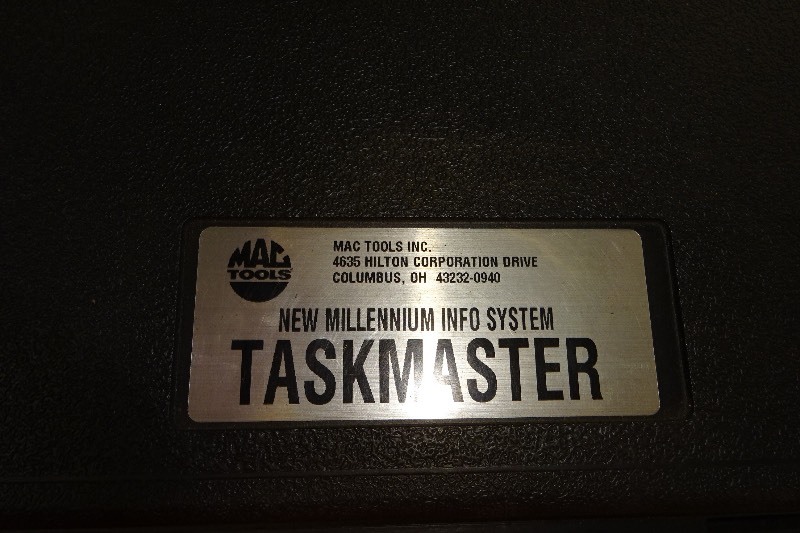 MAC
TOOLS
MAC TOOLS INC.
4635 HILTON CORPORATION DRIVE
COLUMBUS, OH 43232-0940
NEW MILLENNIUM INFO SYSTEM
TASKMASTER